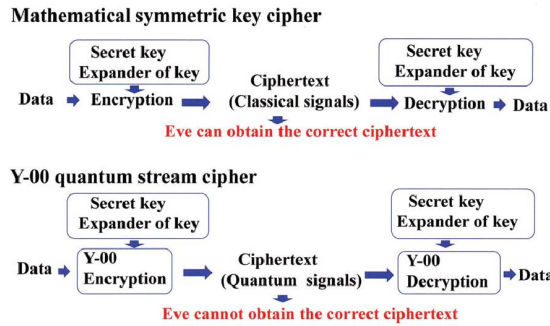 Mathematical symmetric key cipher
Secret key
Expander of key
Secret key
Expander of key
Ciphertext
(Classical signals)
Data
Encryption
Decryption
Data
Eve can obtain the correct ciphertext
Y-00 quantum stream cipher
Secret key
Expander of key
Secret key
Expander of key
Data
Y-00
Encryption
Ciphertext
(Quantum signals)
Y-00
Decryption
Data
Eve cannot obtain the correct ciphertext